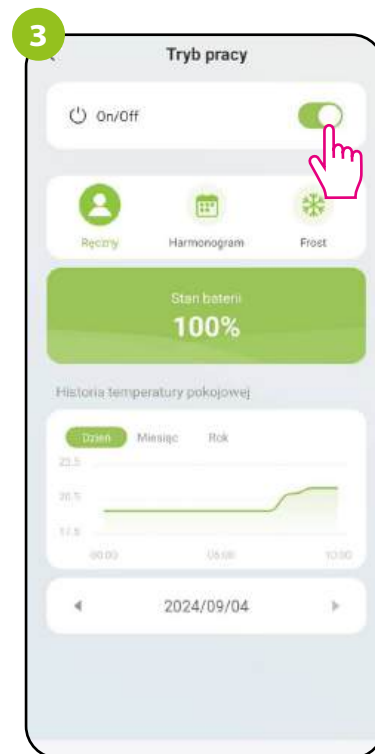 3
Tryb pracy
On/Off
Ręczny Harmonogram Frost
Stan baterii
100%
Historia temperatury pokojowej
Dzień Miesiąc Rok
23.5
20.5
17.5
00:00 05:00 10:00
2024/09/04